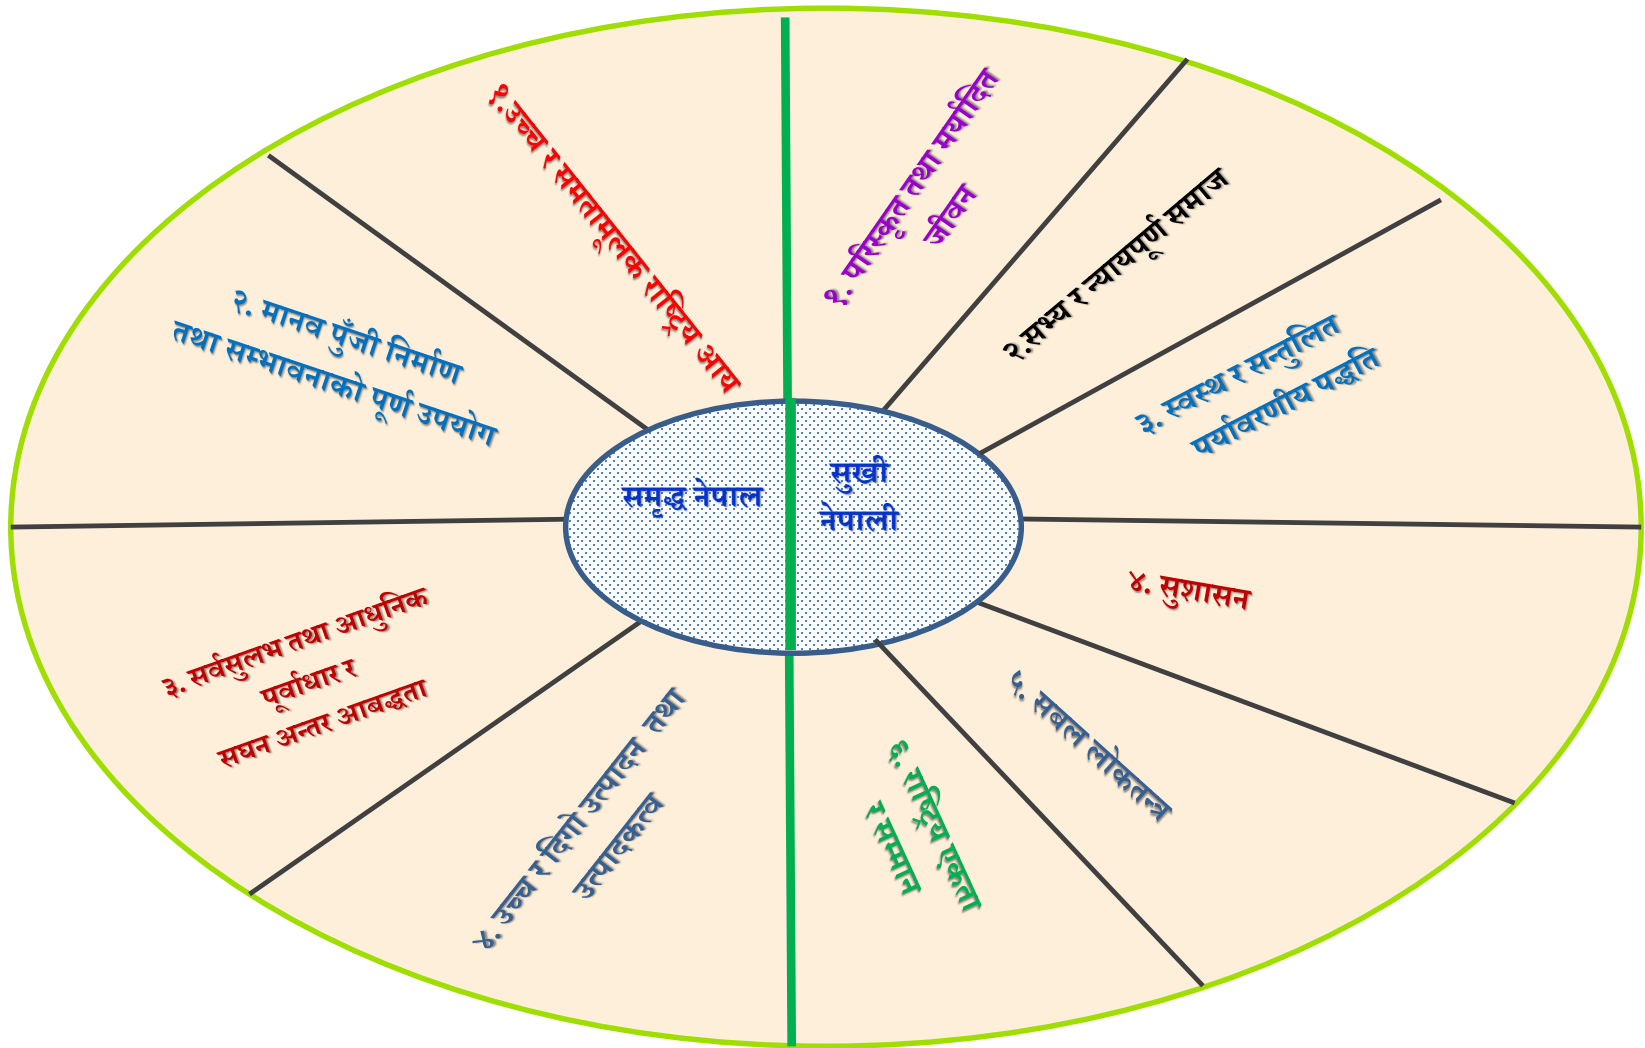 समृद्ध नेपाल
१.उच्च र समतामूलक राष्ट्रिय आय
२. मानव पुँजी निर्माण
तथा सम्भावनाको पूर्ण उपयोग
३. सर्वसुलभ तथा आधुनिक
पूर्वाधार र
सघन अन्तर आबद्धता
४. उच्च र दिगो उत्पादन तथा
उत्पादकत्व
सुखी
नेपाली
१. परिस्कृत तथा मर्यादित
जीवन
२.सभ्य र न्यायपूर्ण समाज
३. स्वस्थ र सन्तुलित
पर्यावरणीय पद्धति
४. सुशासन
५. सबल लोकतन्त्र
६. राष्ट्रिय एकता
र सम्मान